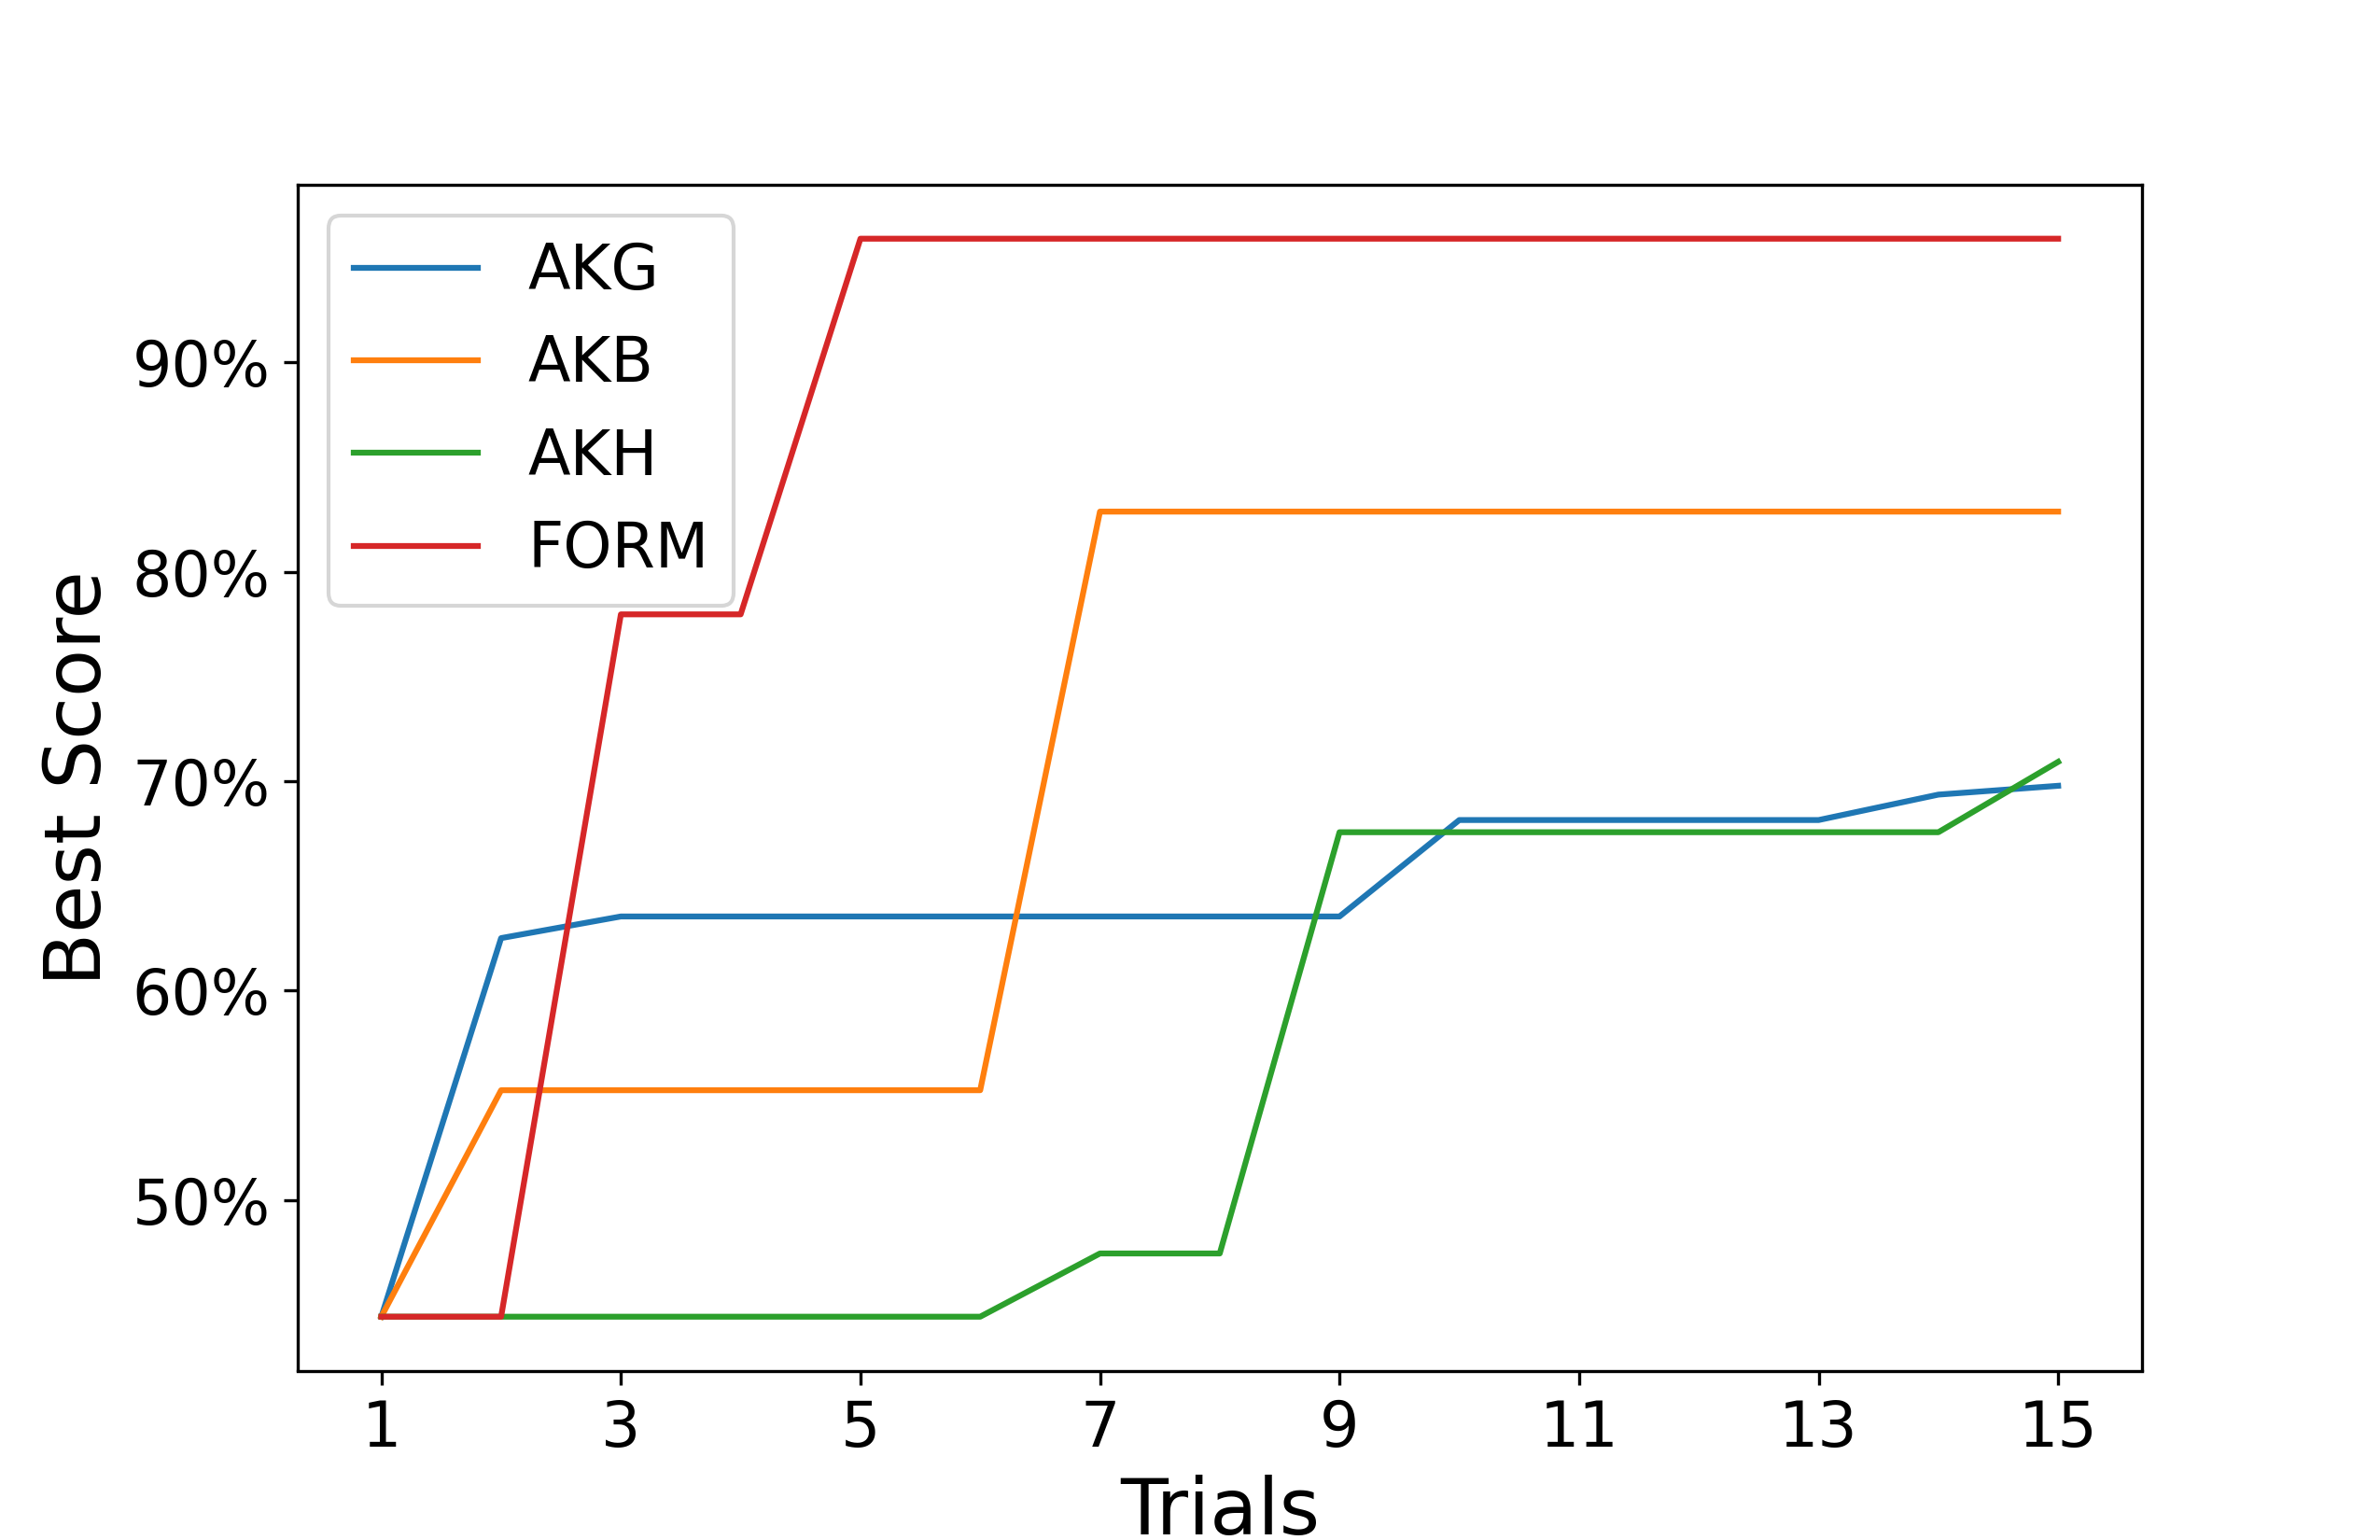 AKG
AKB
AKH
FORM
90%
80%
70%
60%
50%
Best Score
1 3 5 7 9 11 13 15
Trials